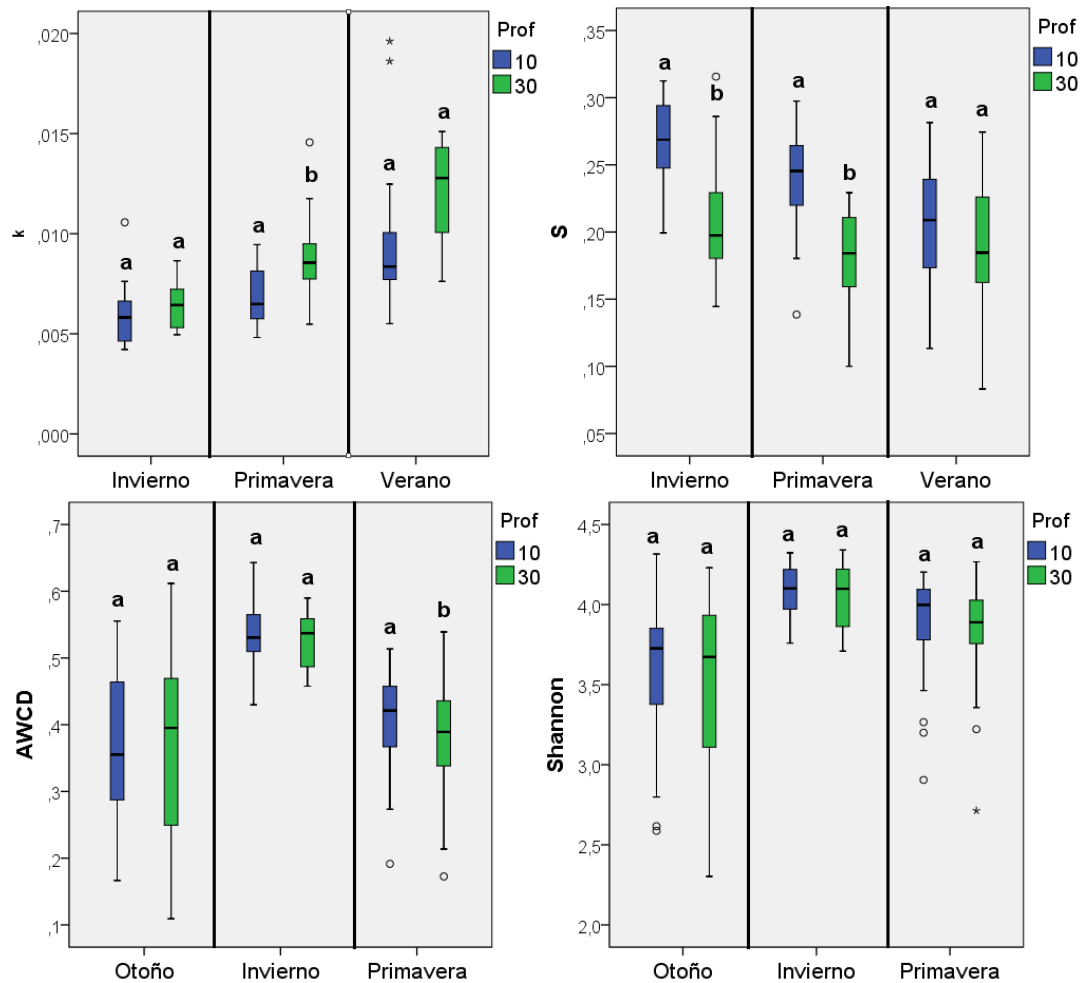 ,020
,015
,010
,005
,000
k
a
a
a
b
a
a
Invierno
Primavera
Verano
Prof
10
30
,35
,30
,25
,20
,15
,10
,05
S
a
b
a
b
a
a
Invierno
Primavera
Verano
Prof
10
30
,7
,6
,5
,4
,3
,2
,1
AWCD
a
a
a
a
a
b
Otoño
Invierno
Primavera
Prof
10
30
4,5
4,0
3,5
3,0
2,5
2,0
Shannon
a
a
a
a
a
a
Otoño
Invierno
Primavera
Prof
10
30